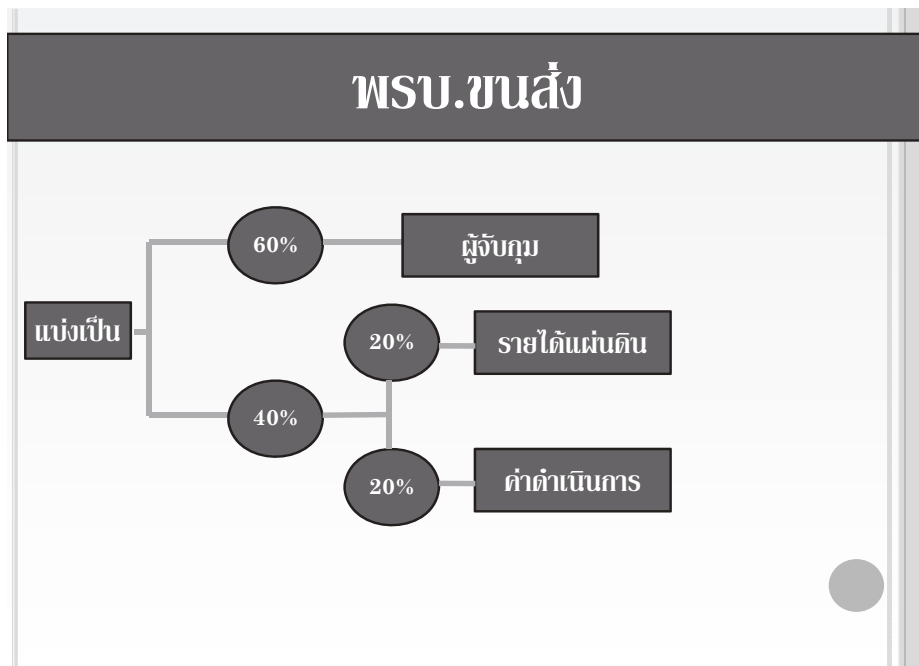 พรบ.ขนส่ง
60%
ผู้จับกุม
แบ่งเป็น
20%
รายได้แผ่นดิน
40%
20%
ค่าดำเนินการ